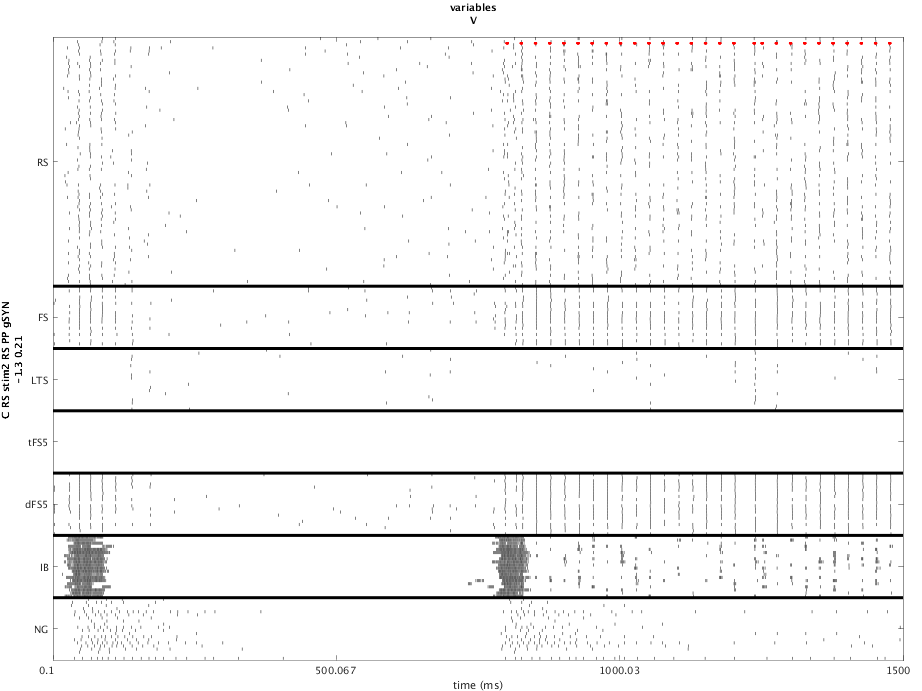 variables
V
C RS stim2 RS PP gSYN
-1.3 0.21
RS
FS
LTS
tFS5
dFS5
IB
NG
0.1
500.067
1000.03
1500
time (ms)